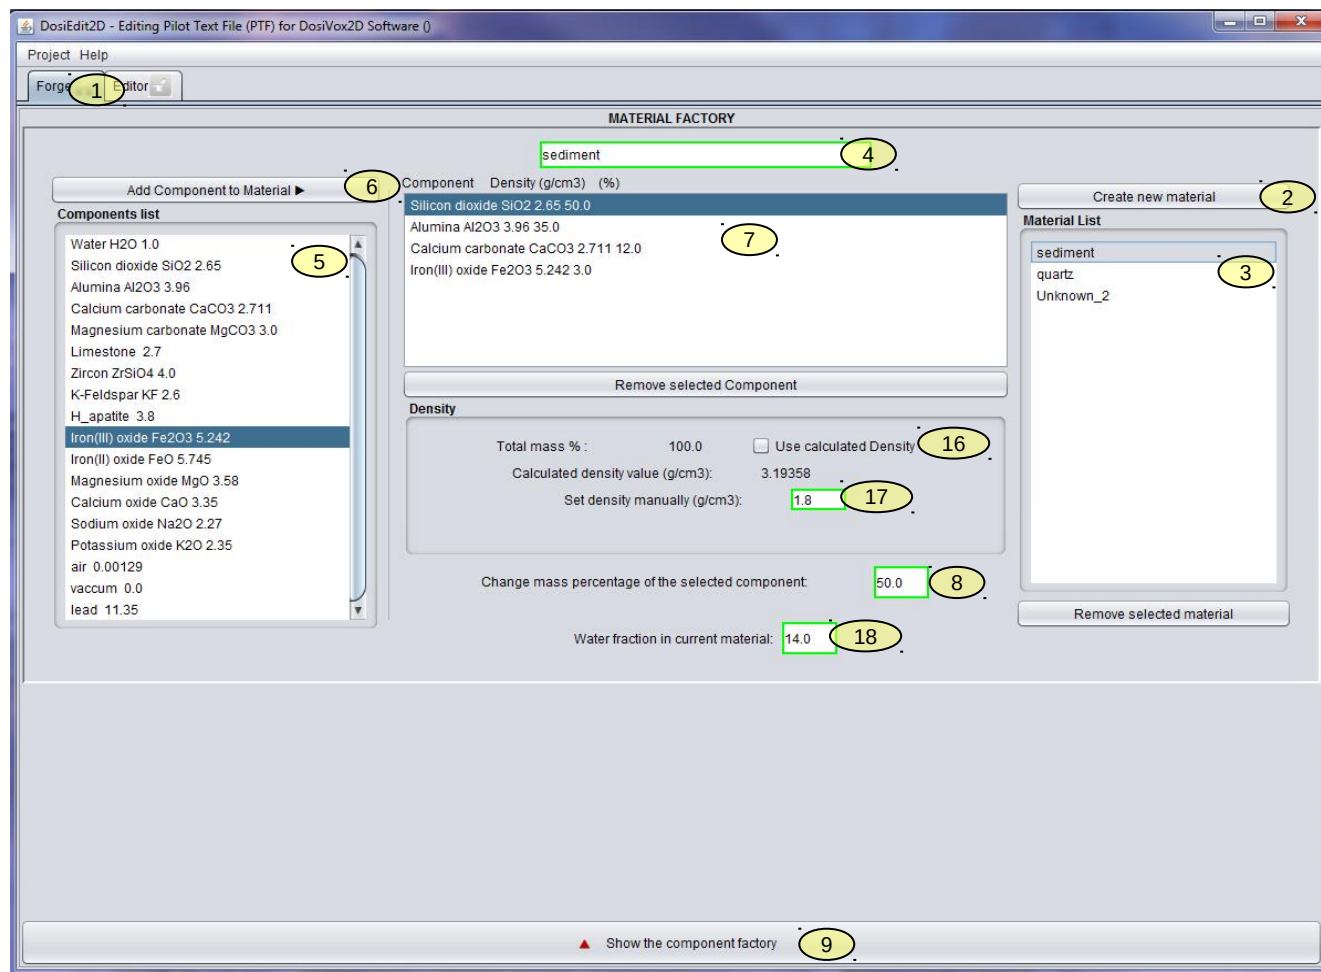 DosiEdit2D - Editing Pilot Text File (PTF) for DosiVox2D Software ()
Project Help
Forge 1 Editor
MATERIAL FACTORY
sediment 4
Add Component to Material ► 6
Components list
Water H2O 1.0
Silicon dioxide SiO2 2.65
Alumina Al2O3 3.96
Calcium carbonate CaCO3 2.711
Magnesium carbonate MgCO3 3.0
Limestone 2.7
Zircon ZrSiO4 4.0
K-Feldspar KF 2.6
H_apatite 3.8
Iron(III) oxide Fe2O3 5.242
Iron(II) oxide FeO 5.745
Magnesium oxide MgO 3.58
Calcium oxide CaO 3.35
Sodium oxide Na2O 2.27
Potassium oxide K2O 2.35
air 0.00129
vaccum 0.0
lead 11.35
5
Component Density (g/cm3) (%)
Silicon dioxide SiO2 2.65 50.0
Alumina Al2O3 3.96 35.0
Calcium carbonate CaCO3 2.711 12.0
Iron(III) oxide Fe2O3 5.242 3.0
7
Remove selected Component
Density
Total mass % : 100.0 Use calculated Density 16
Calculated density value (g/cm3): 3.19358
Set density manually (g/cm3): 1.8 17
Change mass percentage of the selected component: 50.0 8
Water fraction in current material: 14.0 18
Create new material 2
Material List
sediment
quartz
Unknown_2
3
Remove selected material
Show the component factory 9